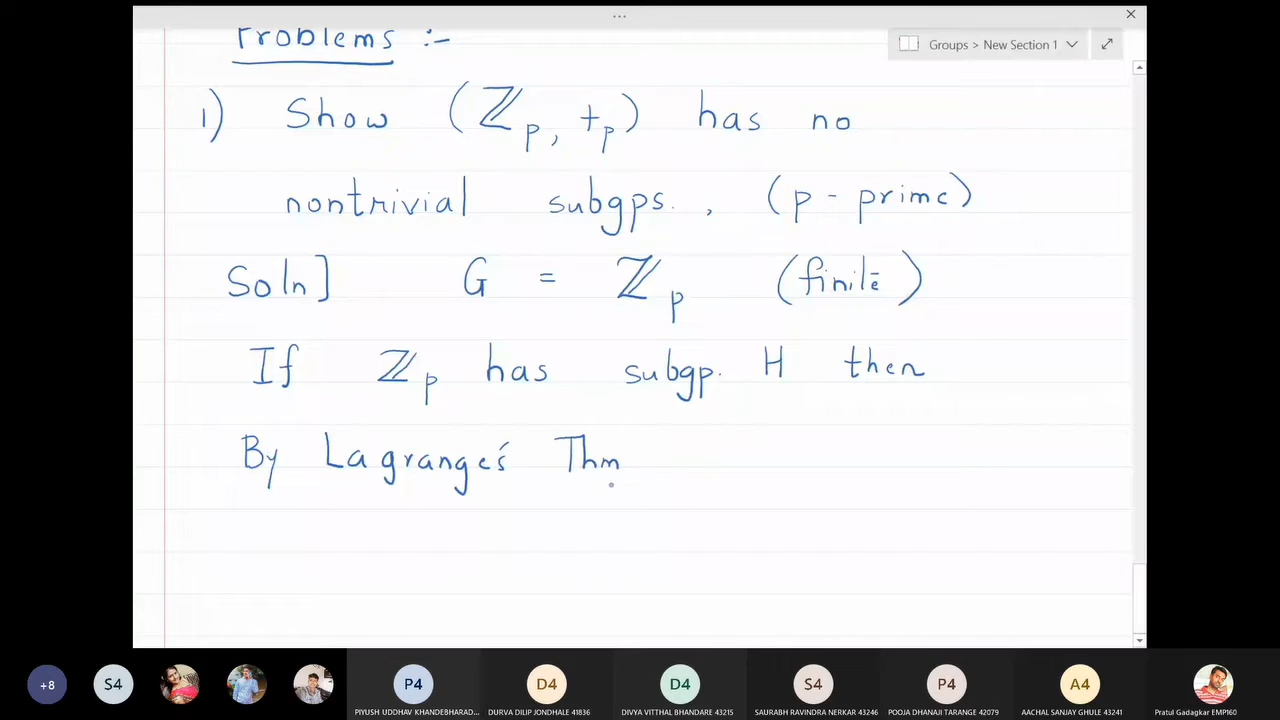 Problems :-
Groups > New Section 1
1) Show (ℤp, +p) has no
nontrivial subgps. , (p - prime)
Soln] G = ℤp (finite)
If ℤp has subgp. H then
By Lagrange's Thm
+8
S4
P4
D4
D4
S4
P4
A4
PIYUSH UDDHAV KHANDEBHARAD...
DURVA DILIP JONDHALE 41836
DIVYA VITTHAL BHANDARE 43215
SAURABH RAVINDRA NERKAR 43246
POOJA DHANAJI TARANGE 42079
AACHAL SANJAY GHULE 43241
Pratul Gadagkar EMP160